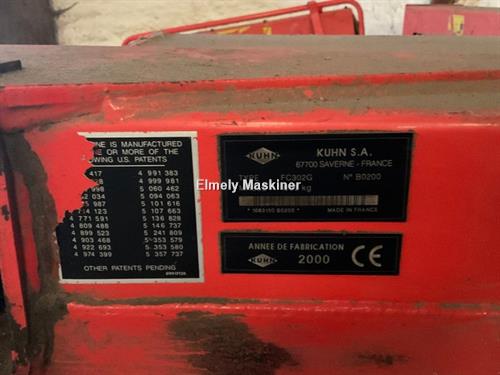 INE IS MANUFACTURED
E OR MORE OF THE
OWING U.S. PATENTS
417 4 991 383
4 999 981
998 5 060 462
034 5 094 063
987 5 101 616
123 5 107 663
4 771 591 5 136 828
4 809 488 5 146 737
4 899 523 5 241 809
4 903 468 5 353 579
4 922 693 5 353 580
4 974 399 5 357 737
OTHER PATENTS PENDING
KUHN
KUHN S.A.
67700 SAVERNE - FRANCE
TYPE FC302G N° B0200
kg
MADE IN FRANCE
Elmely Maskiner
KUHN
ANNEE DE FABRICATION
2000 CE